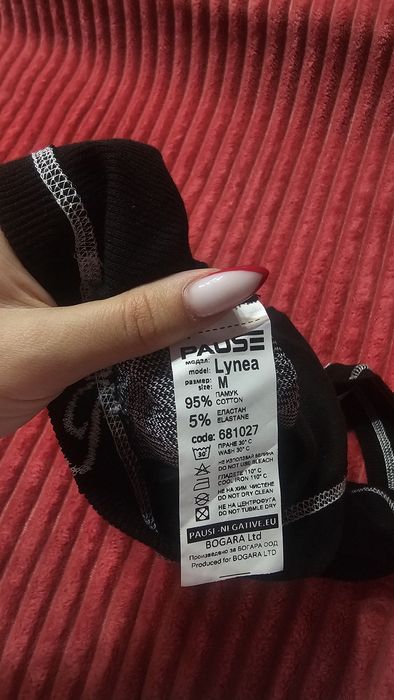 PAUSE
модел:
model: Lynea
размер:
size: M
95% ПАМУК
COTTON
5% ЕЛАСТАН
ELASTANE
code: 681027
30 ПРАНЕ 30° C
WASH 30° C
НЕ ИЗПОЛЗВАЙ БЕЛИНА
DO NOT USE BLEACH
ГЛАДЕТЕ 110° C
COOL IRON 110° C
НЕ НА ХИМ ЧИСТЕНЕ
DO NOT DRY CLEAN
НЕ НА ЦЕНТРОФУГА
DO NOT TUMBLE DRY
PAUSE-NEGATIVE.EU
BOGARA Ltd
Произведено за БОГАРА ООД
Produced for BOGARA Ltd